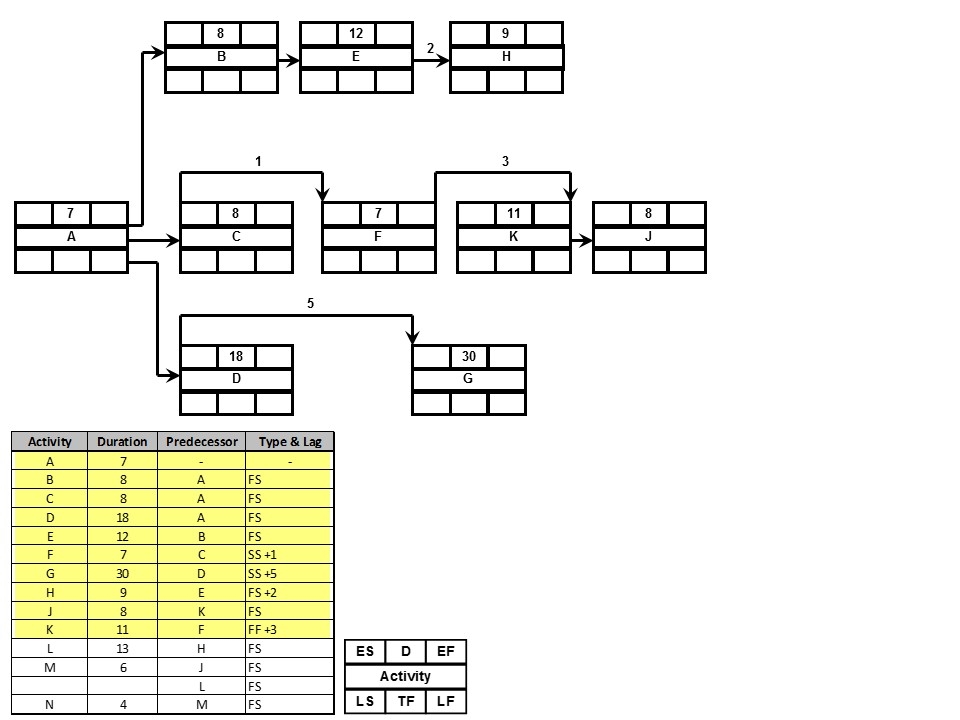 8 12 9
B E 2 H
1 3
7 8 7 11 8
A C F K J
5
18 30
D G
Activity Duration Predecessor Type & Lag
A 7 - -
B 8 A FS
C 8 A FS
D 18 A FS
E 12 B FS
F 7 C SS +1
G 30 D SS +5
H 9 E FS +2
J 8 K FS
K 11 F FF +3
L 13 H FS
M 6 J FS
L FS
N 4 M FS
ES D EF
Activity
LS TF LF